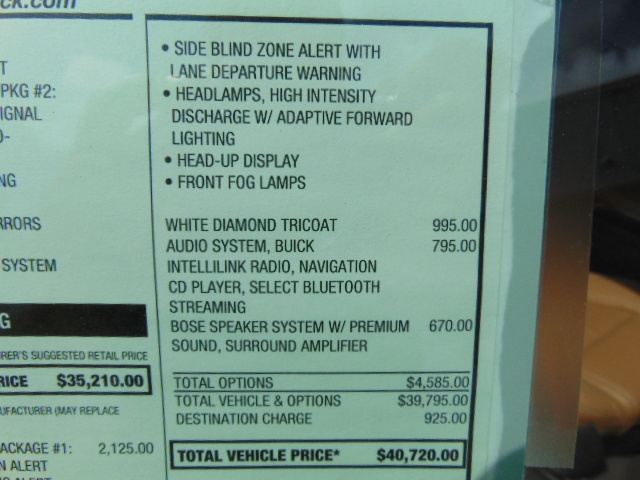 ck.com
T
PKG #2:
IGNAL
O-
NG
RRORS
SYSTEM
G
RER'S SUGGESTED RETAIL PRICE
RICE $35,210.00
UFACTURER (MAY REPLACE
ACKAGE #1: 2,125.00
N ALERT
• SIDE BLIND ZONE ALERT WITH
LANE DEPARTURE WARNING
• HEADLAMPS, HIGH INTENSITY
DISCHARGE W/ ADAPTIVE FORWARD
LIGHTING
• HEAD-UP DISPLAY
• FRONT FOG LAMPS
WHITE DIAMOND TRICOAT 995.00
AUDIO SYSTEM, BUICK 795.00
INTELLILINK RADIO, NAVIGATION
CD PLAYER, SELECT BLUETOOTH
STREAMING
BOSE SPEAKER SYSTEM W/ PREMIUM 670.00
SOUND, SURROUND AMPLIFIER
TOTAL OPTIONS $4,585.00
TOTAL VEHICLE & OPTIONS $39,795.00
DESTINATION CHARGE 925.00
TOTAL VEHICLE PRICE* $40,720.00